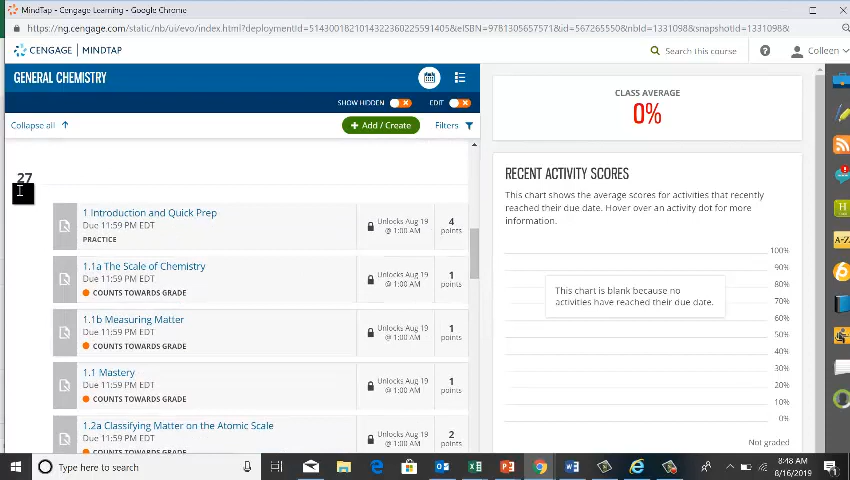 MindTap - Cengage Learning - Google Chrome
https://ng.cengage.com/static/nb/ui/evo/index.html?deploymentId=51430018210143227402255914058&eISBN=9781305657571&id=567265550&nbId=1331098&snapshotId=1331098&
CENGAGE | MINDTAP
Search this course
Colleen
GENERAL CHEMISTRY
SHOW HIDDEN
EDIT
Collapse all
+ Add / Create
Filters
27
1 Introduction and Quick Prep
Due 11:59 PM EDT
PRACTICE
Unlocks Aug 19
@ 1:00 AM
4
points
1.1a The Scale of Chemistry
Due 11:59 PM EDT
COUNTS TOWARDS GRADE
Unlocks Aug 19
@ 1:00 AM
1
points
1.1b Measuring Matter
Due 11:59 PM EDT
COUNTS TOWARDS GRADE
Unlocks Aug 19
@ 1:00 AM
1
points
1.1 Mastery
Due 11:59 PM EDT
COUNTS TOWARDS GRADE
Unlocks Aug 19
@ 1:00 AM
1
points
1.2a Classifying Matter on the Atomic Scale
Due 11:59 PM EDT
COUNTS TOWARDS GRADE
Unlocks Aug 19
@ 1:00 AM
2
points
CLASS AVERAGE
0%
RECENT ACTIVITY SCORES
This chart shows the average scores for activities that recently
reached their due date. Hover over an activity dot for more
information.
100%
90%
80%
70%
60%
50%
40%
30%
20%
10%
0%
This chart is blank because no
activities have reached their due date.
Not graded
A-Z
Type here to search
8:48 AM
8/16/2019